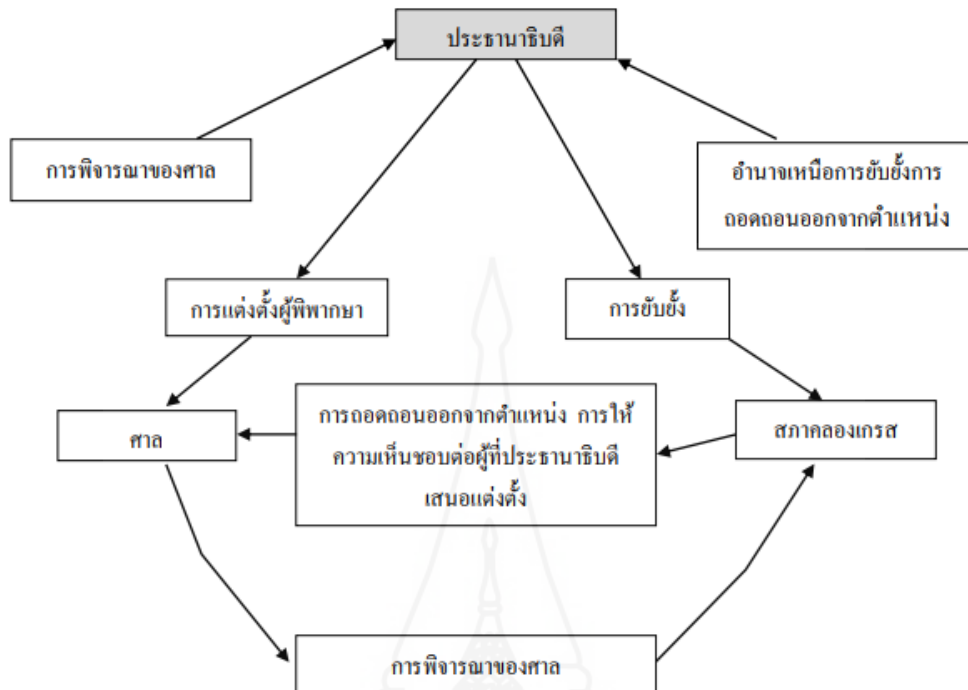 ประธานาธิบดี
การพิจารณาของศาล
อำนาจเหนือการยับยั้งการ
ถอดถอนออกจากตำแหน่ง
การแต่งตั้งผู้พิพากษา
การยับยั้ง
ศาล
การถอดถอนออกจากตำแหน่ง การให้
ความเห็นชอบต่อผู้ที่ประธานาธิบดี
เสนอแต่งตั้ง
สภาคลองเกรส
การพิจารณาของศาล